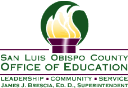 SAN LUIS OBISPO COUNTY
OFFICE OF EDUCATION
LEADERSHIP • COMMUNITY • SERVICE
JAMES J. BRESCIA, ED. D., SUPERINTENDENT